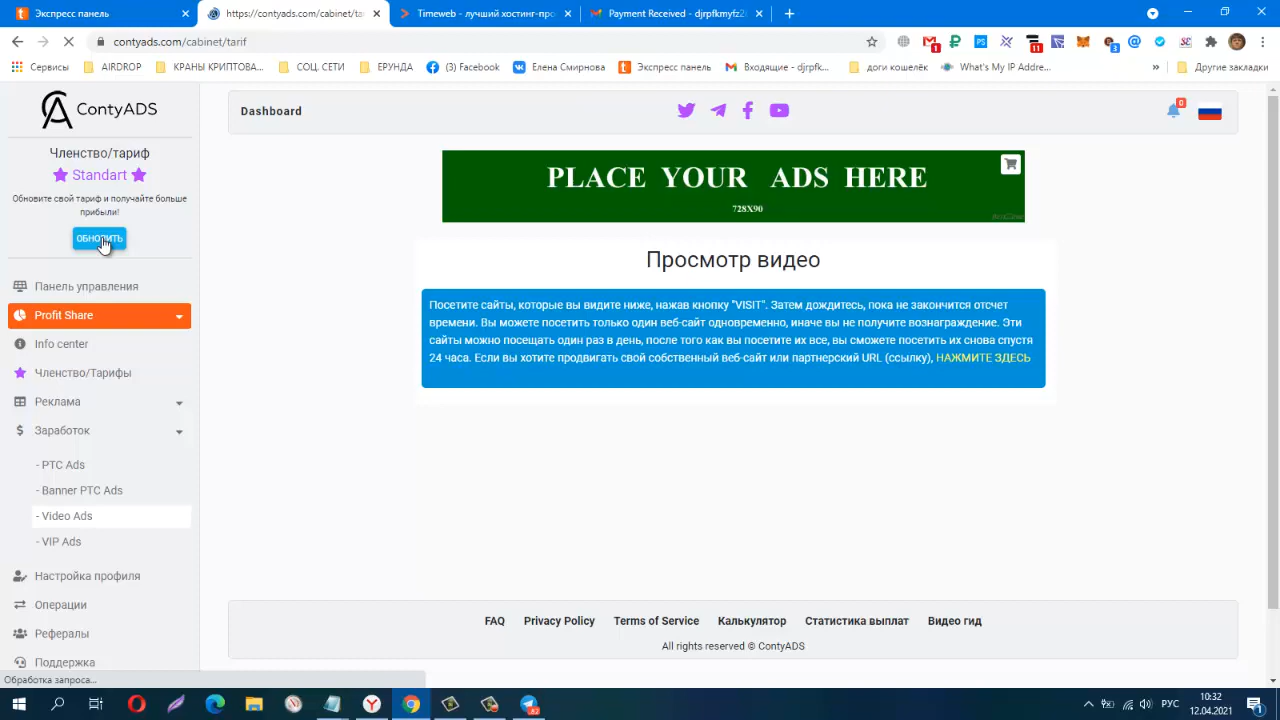 Экспресс панель
https://contyads.com/cabinet/tar
Timeweb - лучший хостинг-про
Payment Received - djrpfkmyfz2
contyads.com/cabinet/tarif
1
11
3
Сервисы
AIRDROP
КРАНЫ КРИПТОВА...
СОЦ. СЕТИ
ЕРУНДА
(3) Facebook
Елена Смирнова
Экспресс панель
Входящие - djrpfk...
доги кошелёк
What's My IP Addre...
»
Другие закладки
ContyADS
Членство/тариф
Standart
Обновите свой тариф и получайте больше
прибыли!
ОБНОВИТЬ
Панель управления
Profit Share
Info center
Членство/Тарифы
Реклама
Заработок
- PTC Ads
- Banner PTC Ads
- Video Ads
- VIP Ads
Настройка профиля
Операции
Рефералы
Поддержка
Обработка запроса...
Dashboard
0
PLACE YOUR ADS HERE
728X90
Просмотр видео
Посетите сайты, которые вы видите ниже, нажав кнопку "VISIT". Затем дождитесь, пока не закончится отсчет
времени. Вы можете посетить только один веб-сайт одновременно, иначе вы не получите вознаграждение. Эти
сайты можно посещать один раз в день, после того как вы посетите их все, вы сможете посетить их снова спустя
24 часа. Если вы хотите продвигать свой собственный веб-сайт или партнерский URL (ссылку), НАЖМИТЕ ЗДЕСЬ
FAQ
Privacy Policy
Terms of Service
Калькулятор
Статистика выплат
Видео гид
All rights reserved © ContyADS
РУС
10:32
12.04.2021